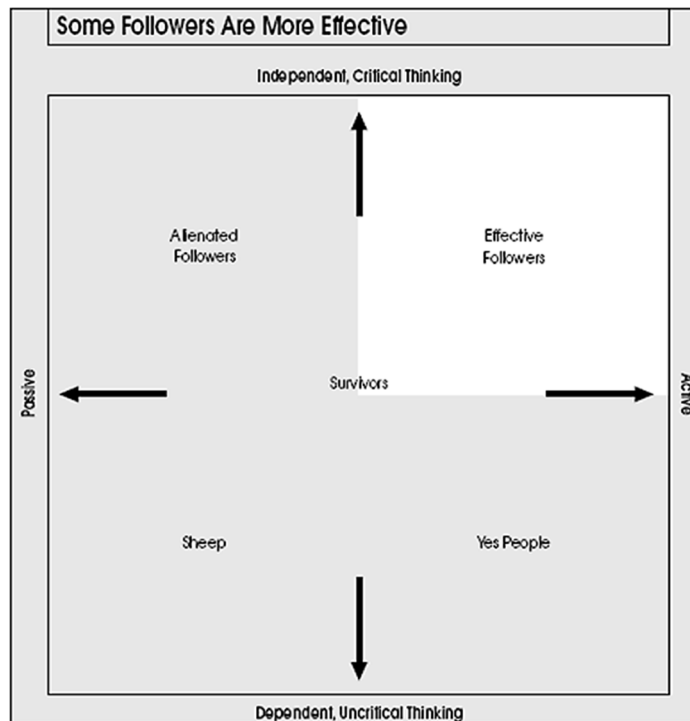 Some Followers Are More Effective
Independent, Critical Thinking
Alienated
Followers
Effective
Followers
Survivors
Passive
Active
Sheep
Yes People
Dependent, Uncritical Thinking